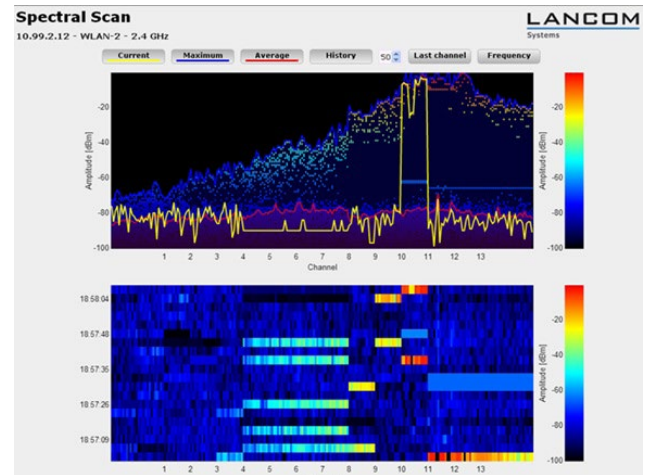 Spectral Scan
LANCOM
Systems
10.99.2.12 - WLAN-2 - 2.4 GHz
Current Maximum Average History 50 Last channel Frequency
Amplitude [dBm]
-20
-40
-60
-80
-100
1 2 3 4 5 6 7 8 9 10 11 12 13
Channel
Amplitude [dBm]
-20
-40
-60
-80
-100
18:58:04
18:57:48
18:57:35
18:57:26
18:57:09
1 2 3 4 5 6 7 8 9 10 11 12 13
Amplitude [dBm]
-20
-40
-60
-80
-100